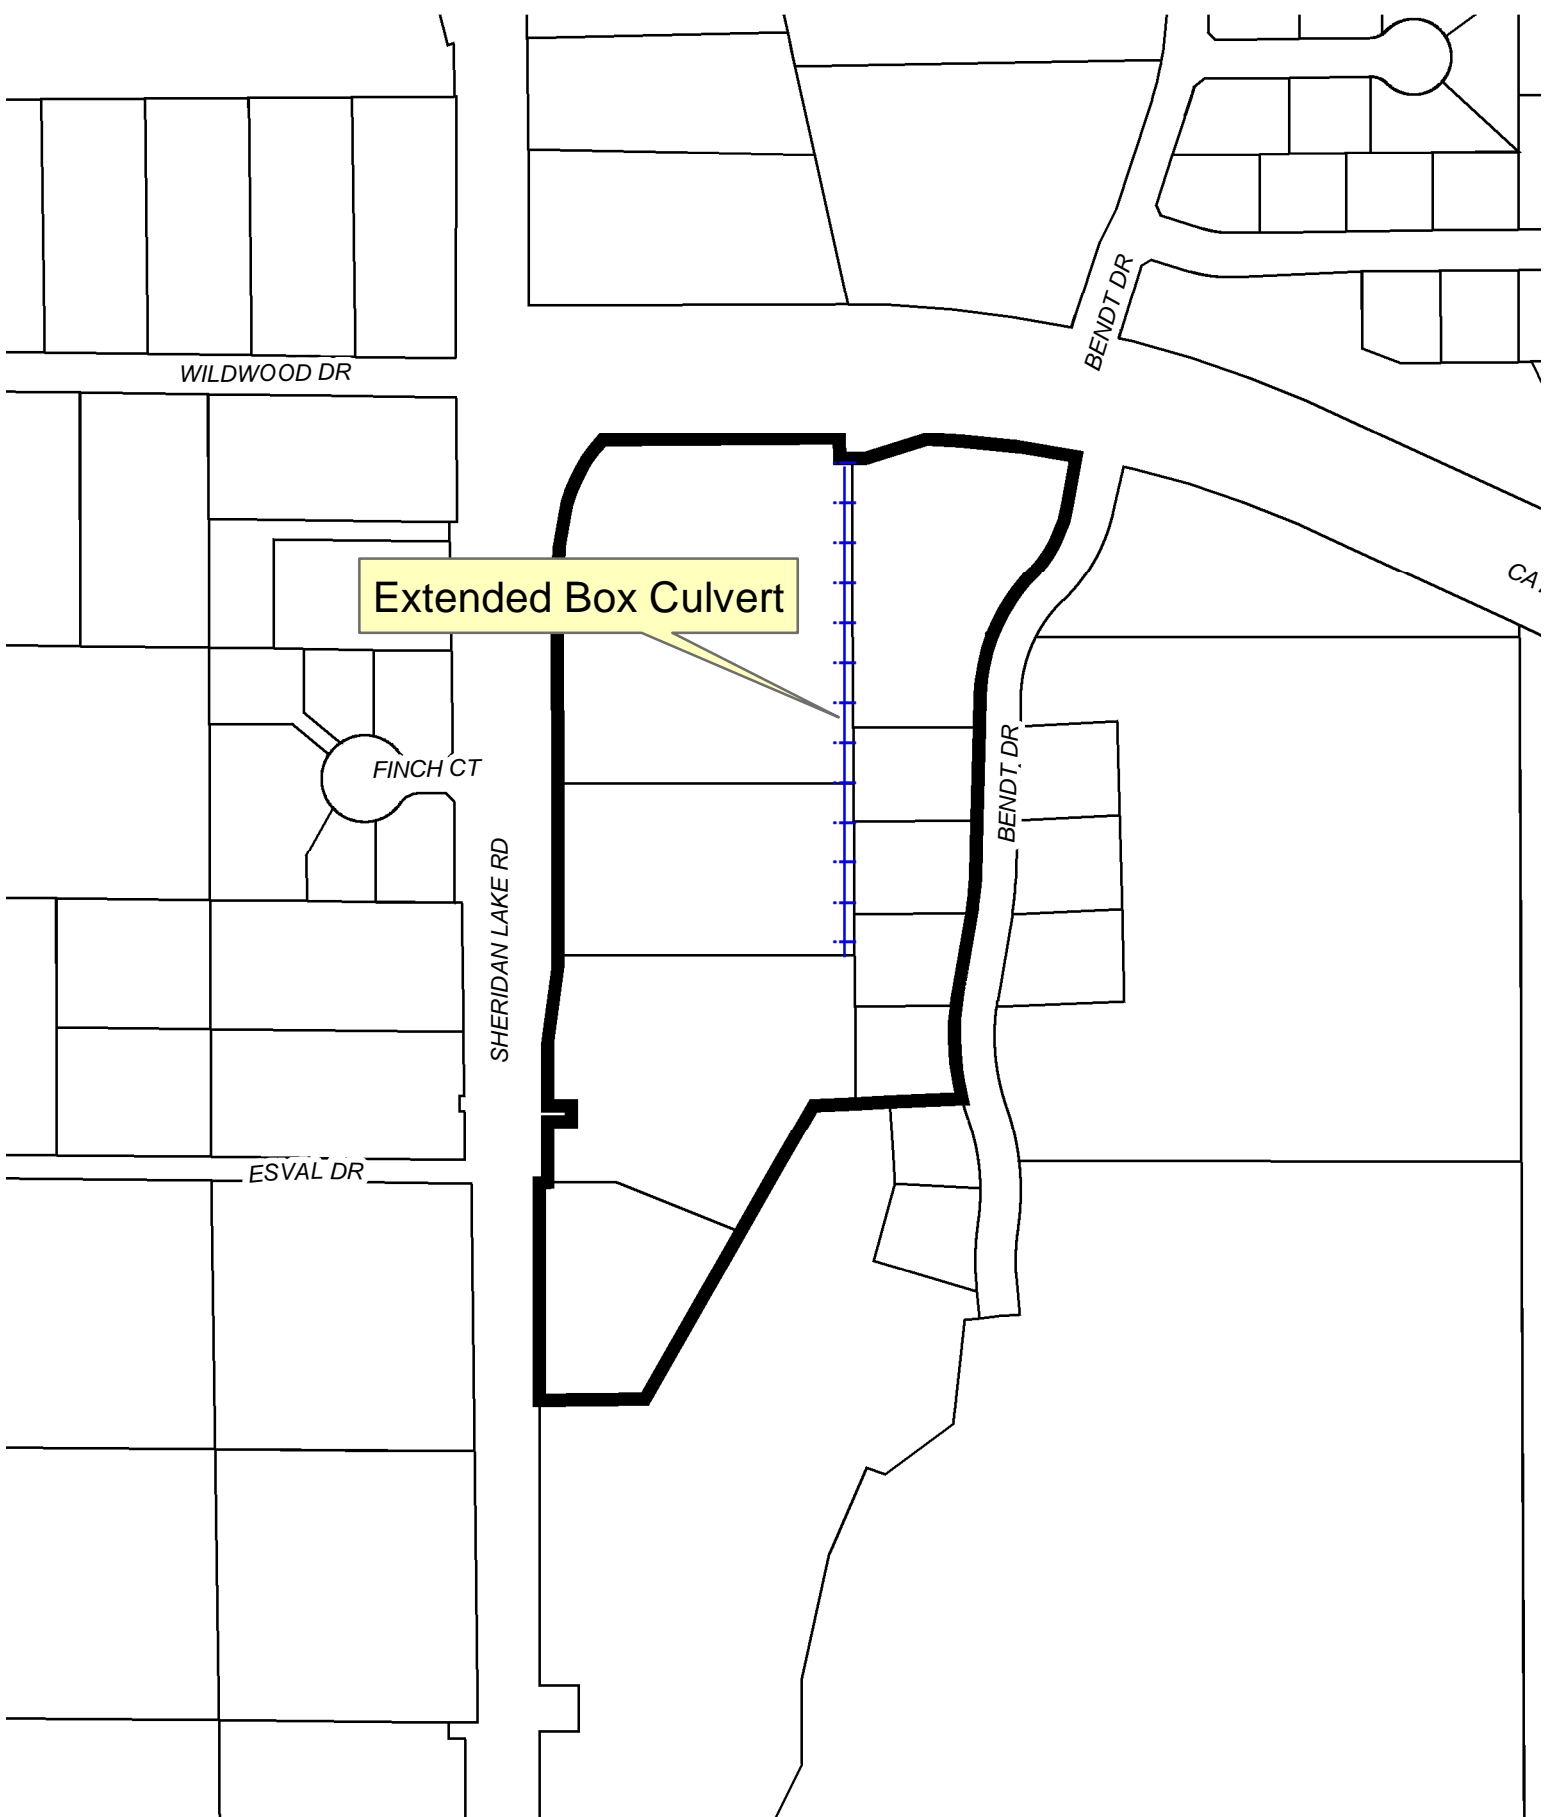 BENDT DR
WILDWOOD DR
Extended Box Culvert
FINCH CT
BENDT DR
SHERIDAN LAKE RD
ESVAL DR